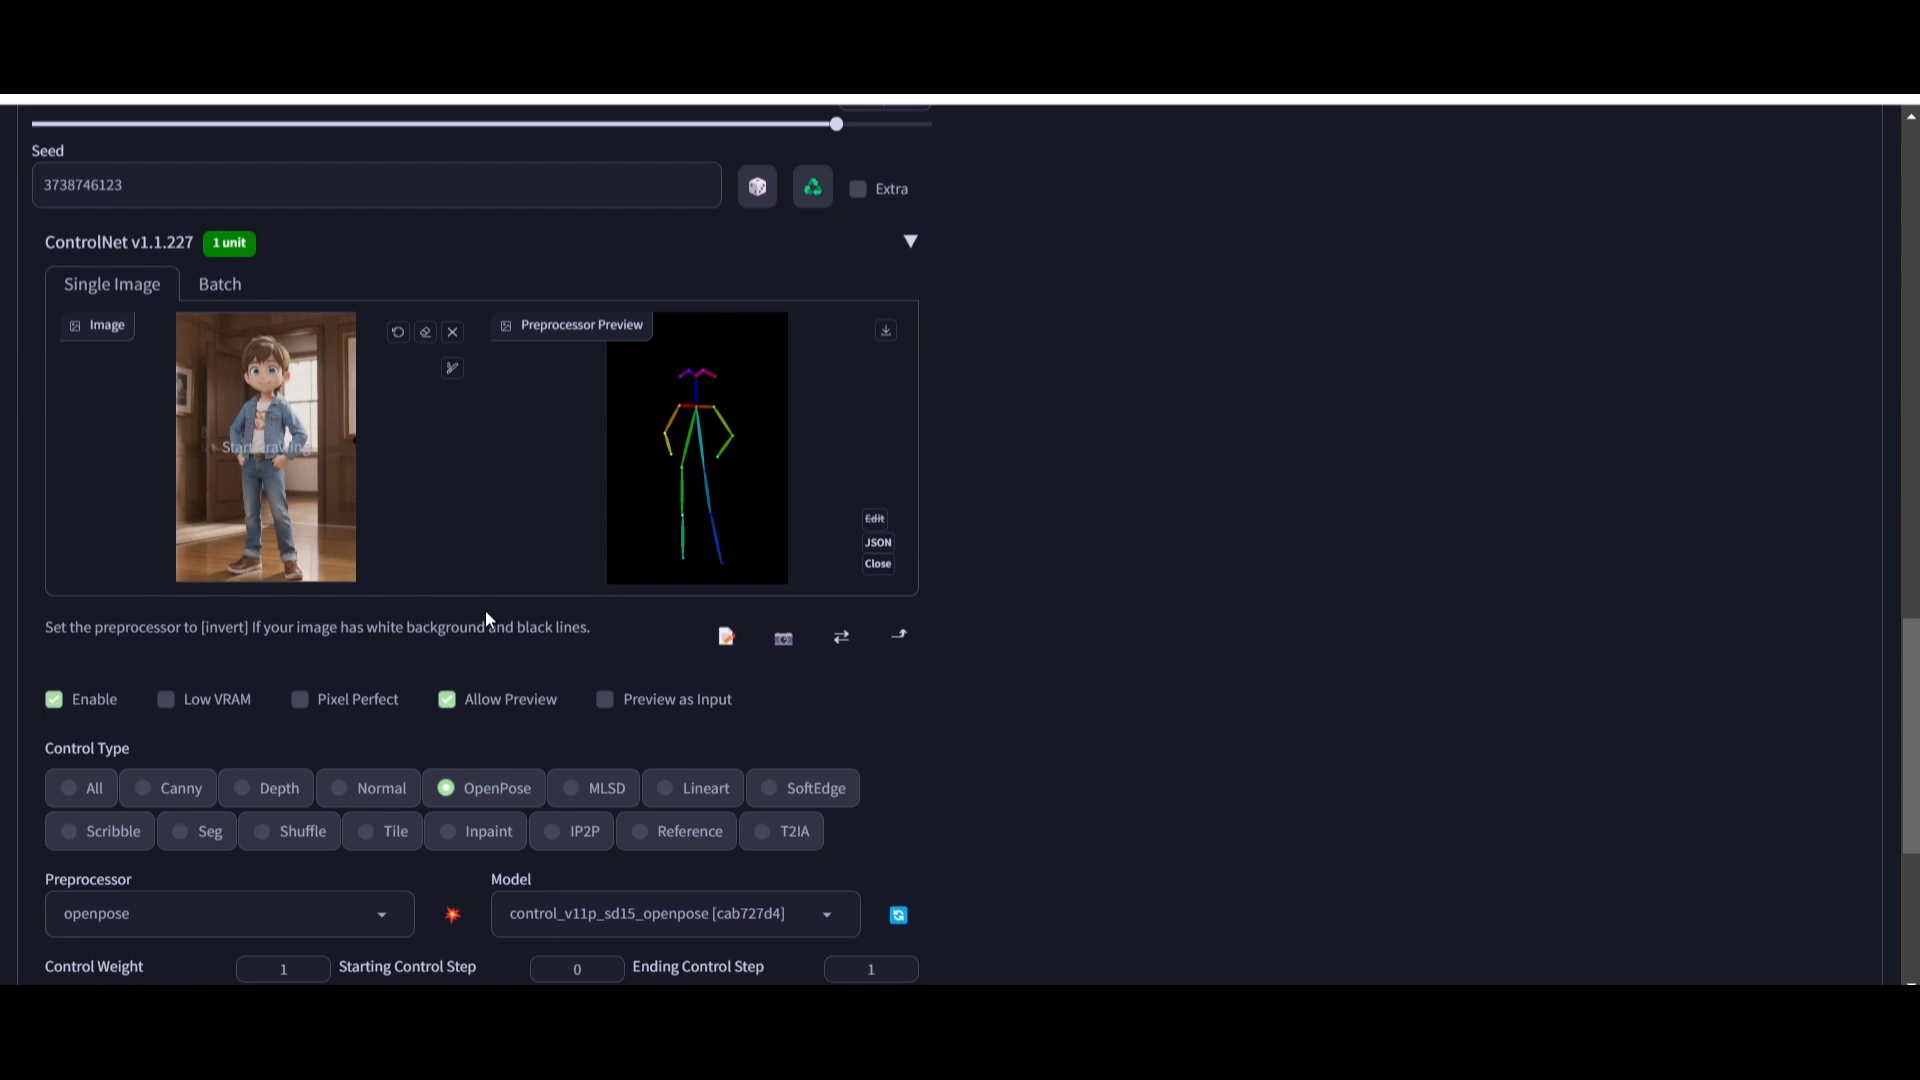 Seed
3738746123
Extra
ControlNet v1.1.227 1 unit
Single Image Batch
Image
Preprocessor Preview
Start drawing
Edit
JSON
Close
Set the preprocessor to [invert] If your image has white background and black lines.
Enable Low VRAM Pixel Perfect Allow Preview Preview as Input
Control Type
All Canny Depth Normal OpenPose MLSD Lineart SoftEdge
Scribble Seg Shuffle Tile Inpaint IP2P Reference T2IA
Preprocessor Model
openpose control_v11p_sd15_openpose [cab727d4]
Control Weight 1 Starting Control Step 0 Ending Control Step 1